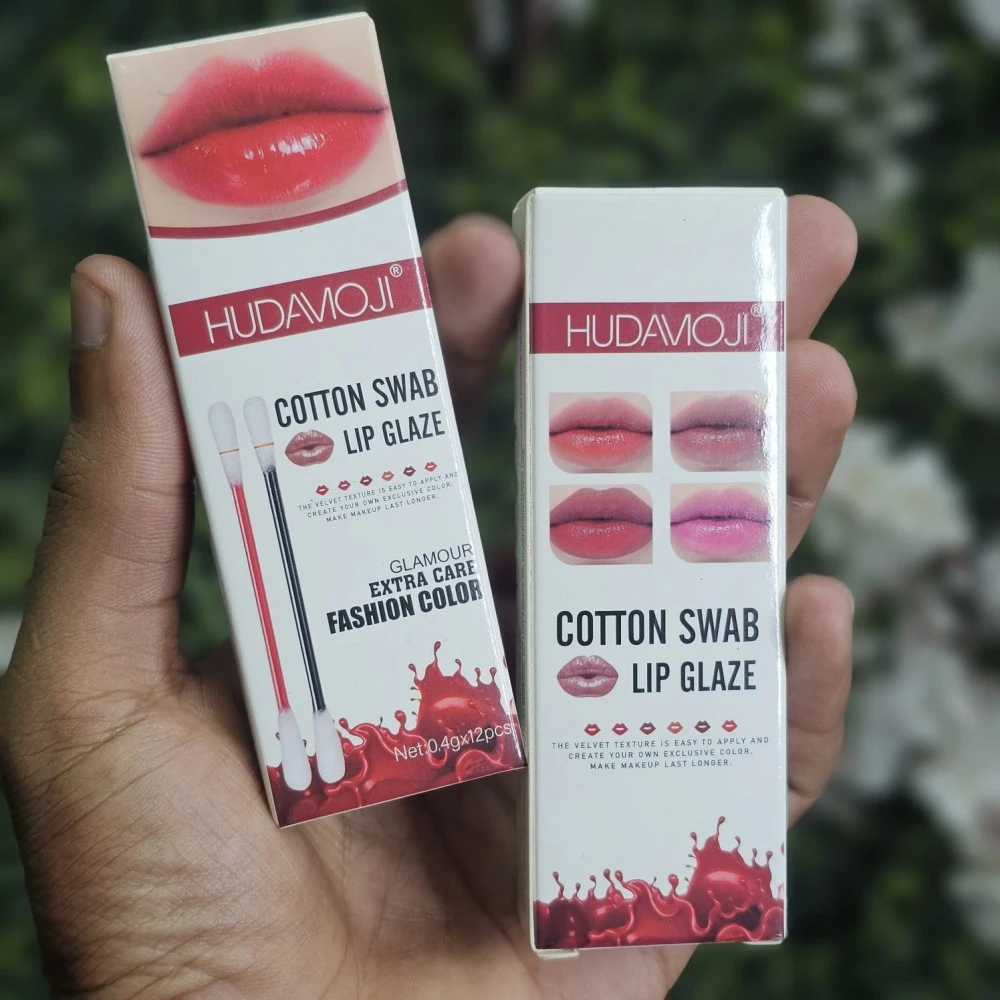 HUDAMOJI®
COTTON SWAB
LIP GLAZE
THE VELVET TEXTURE IS EASY TO APPLY AND
CREATE YOUR OWN EXCLUSIVE COLOR.
MAKE MAKEUP LAST LONGER.
GLAMOUR
EXTRA CARE
FASHION COLOR
Net:0.4gx12pcs
HUDAMOJI®
COTTON SWAB
LIP GLAZE
THE VELVET TEXTURE IS EASY TO APPLY AND
CREATE YOUR OWN EXCLUSIVE COLOR.
MAKE MAKEUP LAST LONGER.